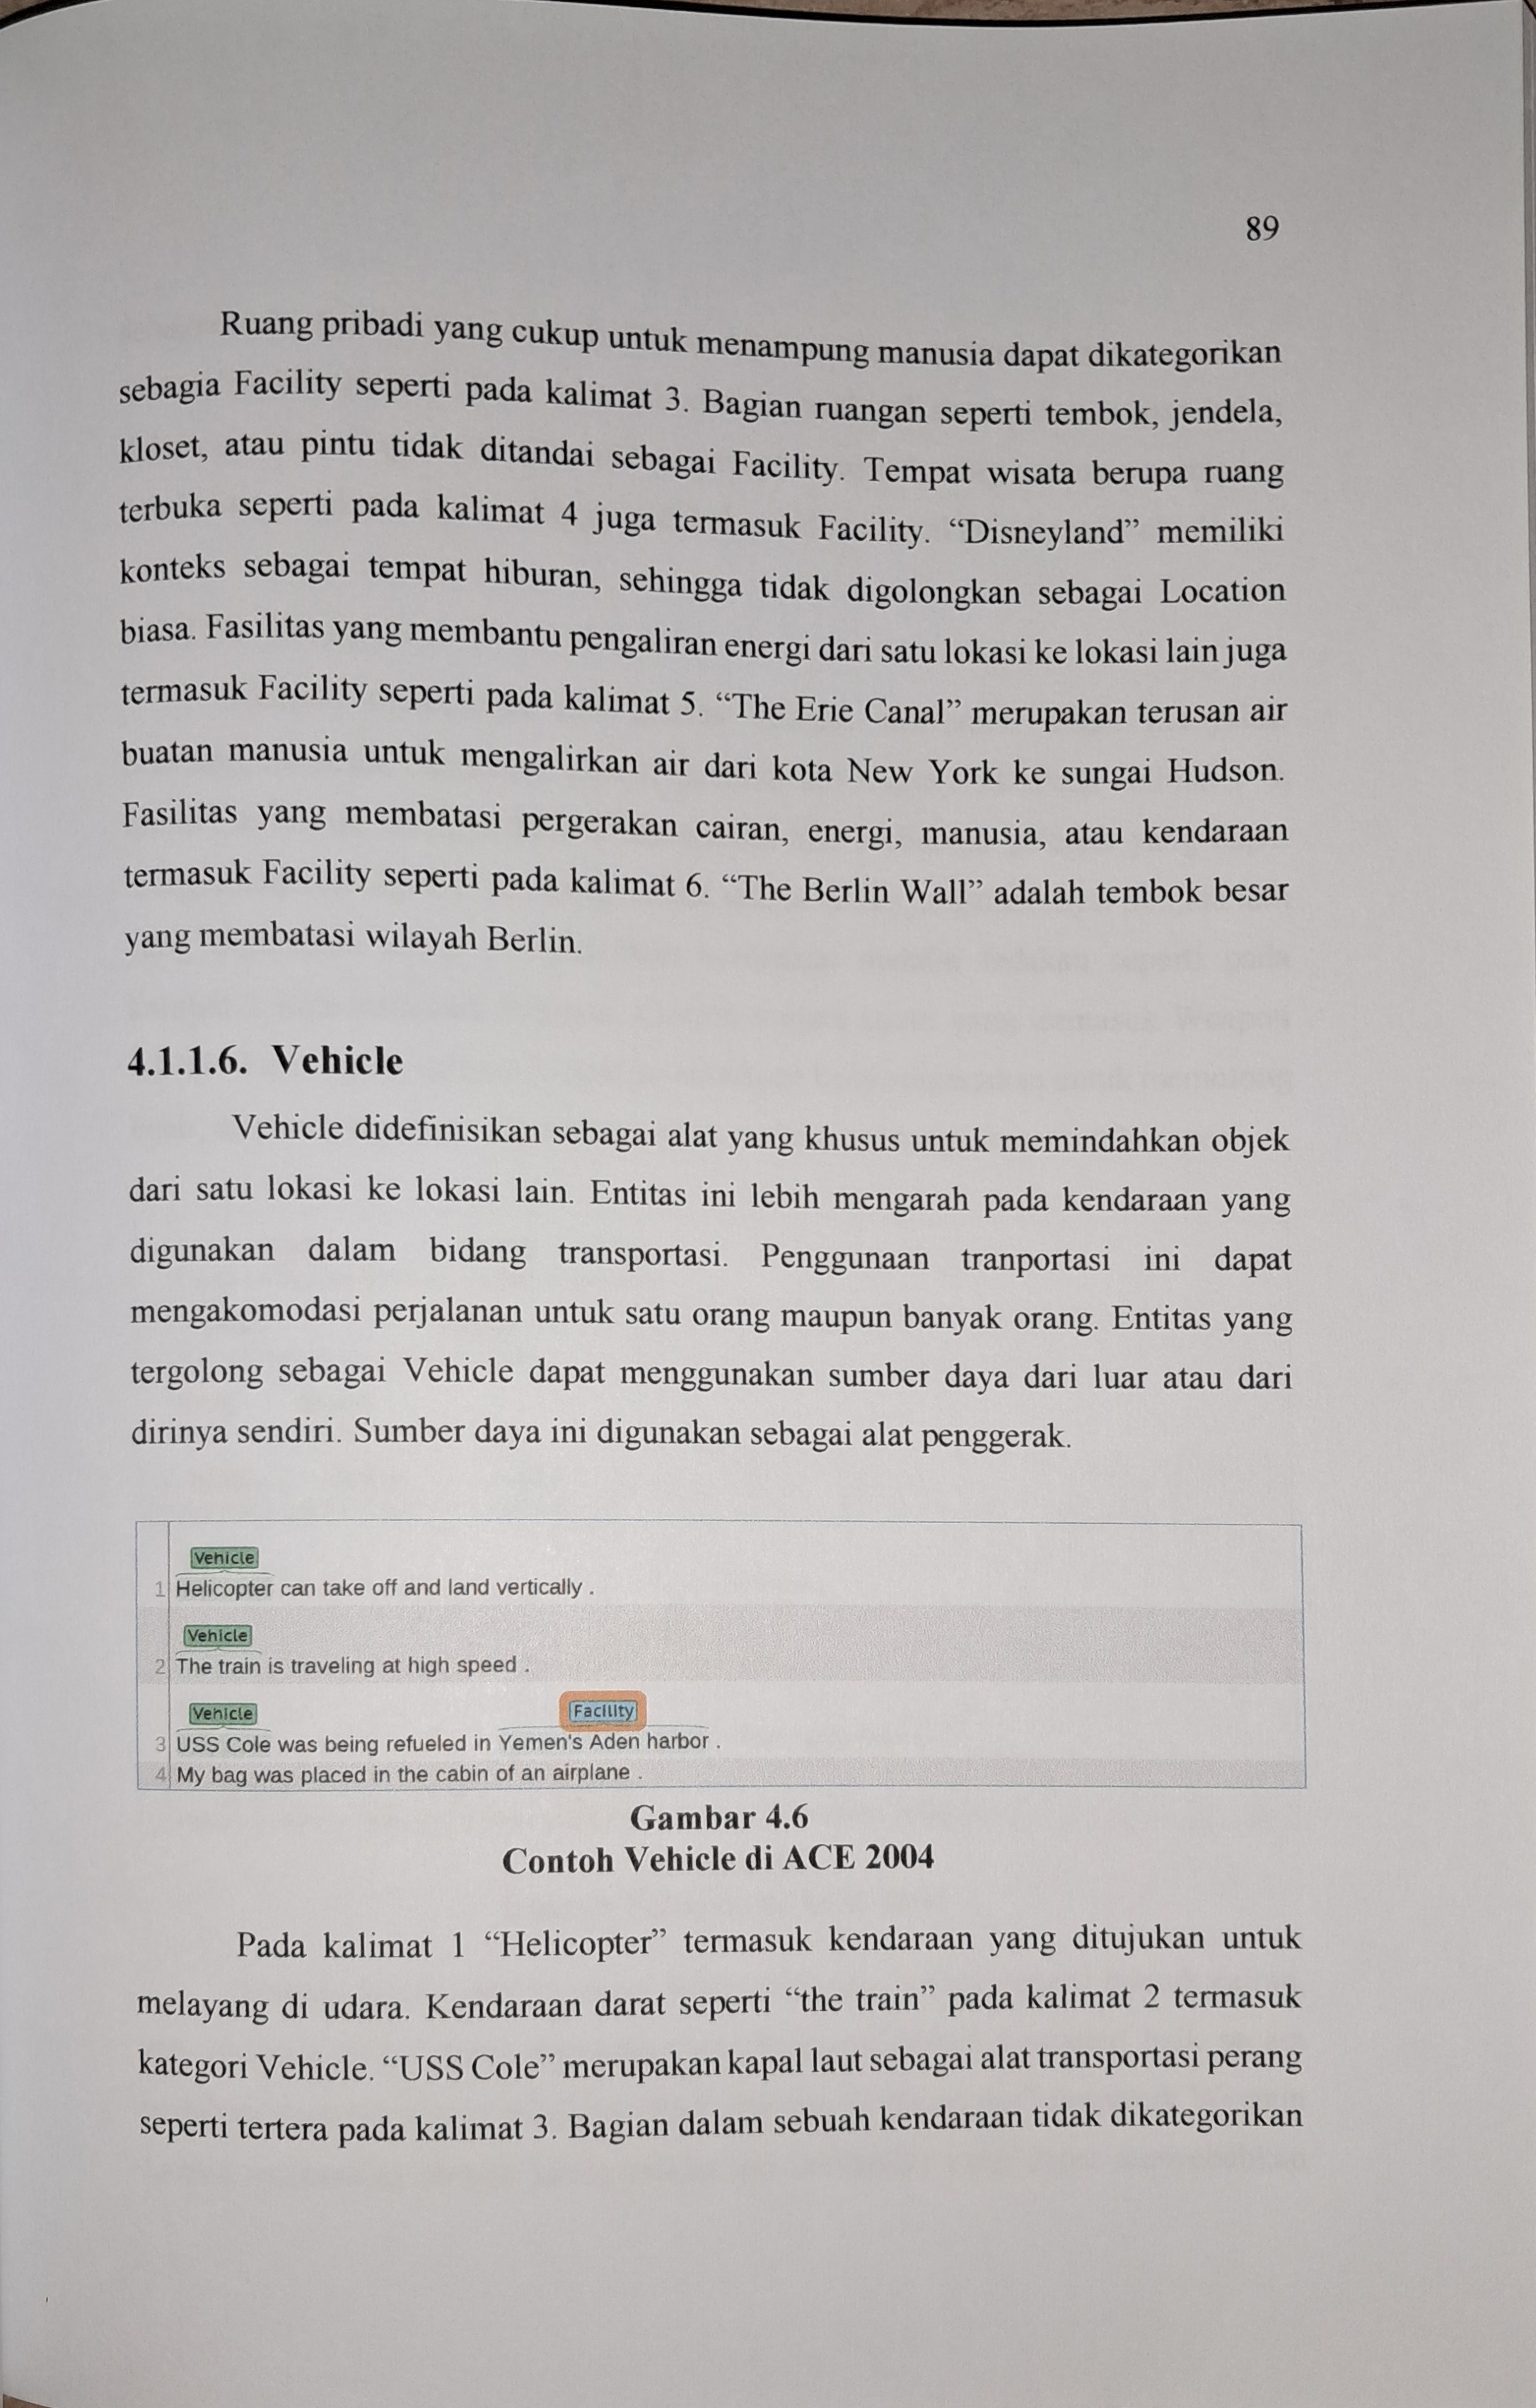 89
Ruang pribadi yang cukup untuk menampung manusia dapat dikategorikan
sebagia Facility seperti pada kalimat 3. Bagian ruangan seperti tembok, jendela,
kloset, atau pintu tidak ditandai sebagai Facility. Tempat wisata berupa ruang
terbuka seperti pada kalimat 4 juga termasuk Facility. “Disneyland” memiliki
konteks sebagai tempat hiburan, sehingga tidak digolongkan sebagai Location
biasa. Fasilitas yang membantu pengaliran energi dari satu lokasi ke lokasi lain juga
termasuk Facility seperti pada kalimat 5. “The Erie Canal” merupakan terusan air
buatan manusia untuk mengalirkan air dari kota New York ke sungai Hudson.
Fasilitas yang membatasi pergerakan cairan, energi, manusia, atau kendaraan
termasuk Facility seperti pada kalimat 6. “The Berlin Wall” adalah tembok besar
yang membatasi wilayah Berlin.
4.1.1.6. Vehicle
Vehicle didefinisikan sebagai alat yang khusus untuk memindahkan objek
dari satu lokasi ke lokasi lain. Entitas ini lebih mengarah pada kendaraan yang
digunakan dalam bidang transportasi. Penggunaan tranportasi ini dapat
mengakomodasi perjalanan untuk satu orang maupun banyak orang. Entitas yang
tergolong sebagai Vehicle dapat menggunakan sumber daya dari luar atau dari
dirinya sendiri. Sumber daya ini digunakan sebagai alat penggerak.
Vehicle
1 Helicopter can take off and land vertically .
Vehicle
2 The train is traveling at high speed .
Vehicle Facility
3 USS Cole was being refueled in Yemen's Aden harbor .
4 My bag was placed in the cabin of an airplane .
Gambar 4.6
Contoh Vehicle di ACE 2004
Pada kalimat 1 “Helicopter” termasuk kendaraan yang ditujukan untuk
melayang di udara. Kendaraan darat seperti “the train” pada kalimat 2 termasuk
kategori Vehicle. “USS Cole” merupakan kapal laut sebagai alat transportasi perang
seperti tertera pada kalimat 3. Bagian dalam sebuah kendaraan tidak dikategorikan